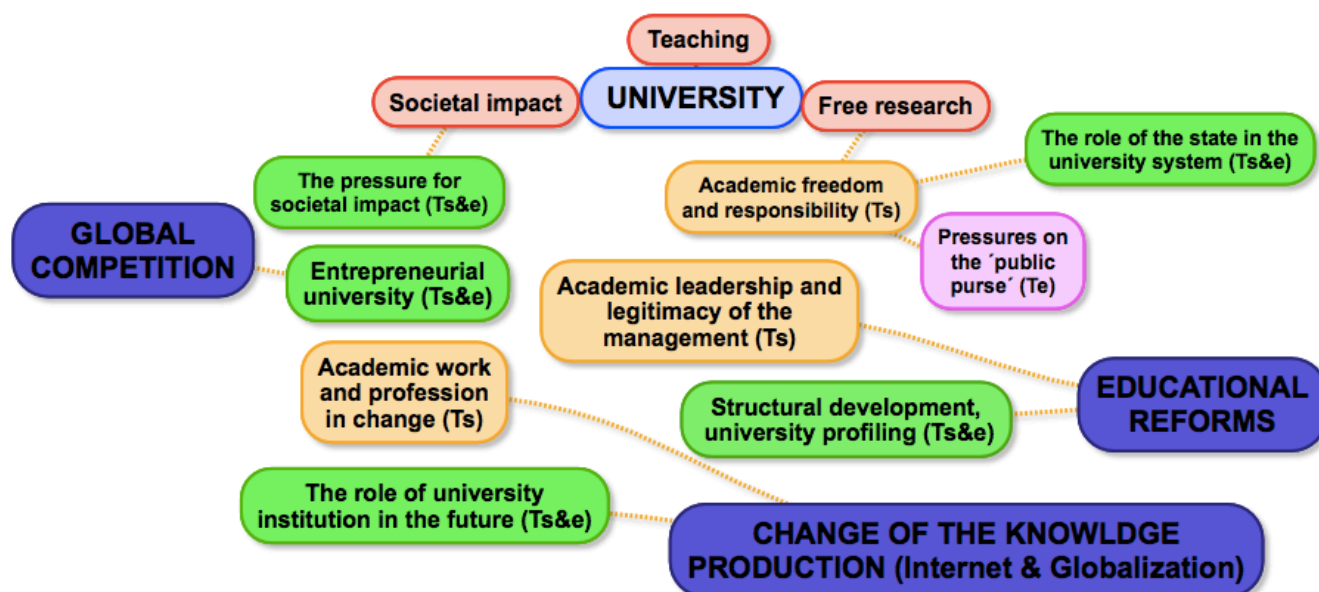 Teaching
Societal impact
UNIVERSITY
Free research
The role of the state in the
university system (Ts&e)
The pressure for
societal impact (Ts&e)
Academic freedom
and responsibility (Ts)
GLOBAL
COMPETITION
Pressures on
the ´public
purse´ (Te)
Entrepreneurial
university (Ts&e)
Academic leadership and
legitimacy of the
management (Ts)
Academic work
and profession
in change (Ts)
EDUCATIONAL
REFORMS
Structural development,
university profiling (Ts&e)
The role of university
institution in the future (Ts&e)
CHANGE OF THE KNOWLDGE
PRODUCTION (Internet & Globalization)